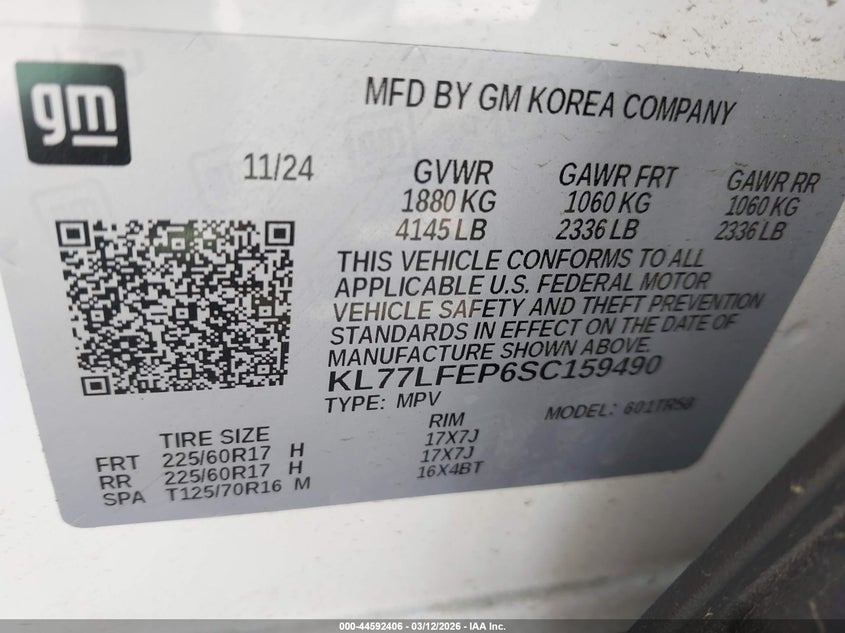 gm
MFD BY GM KOREA COMPANY
11/24 GVWR GAWR FRT GAWR RR
1880 KG 1060 KG 1060 KG
4145 LB 2336 LB 2336 LB
THIS VEHICLE CONFORMS TO ALL
APPLICABLE U.S. FEDERAL MOTOR
VEHICLE SAFETY AND THEFT PREVENTION
STANDARDS IN EFFECT ON THE DATE OF
MANUFACTURE SHOWN ABOVE.
KL77LFEP6SC159490
TYPE: MPV MODEL: 601TR58
TIRE SIZE RIM
FRT 225/60R17 H 17X7J
RR 225/60R17 H 17X7J
SPA T125/70R16 M 16X4BT
000-44592406 - 03/12/2026 - IAA Inc.